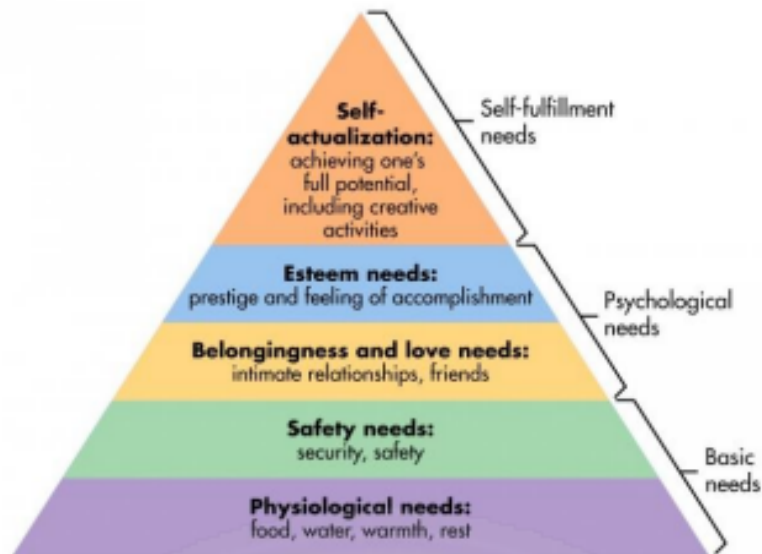 Self-
actualization:
achieving one's
full potential,
including creative
activities
Self-fulfillment
needs
Esteem needs:
prestige and feeling of accomplishment
Psychological
needs
Belongingness and love needs:
intimate relationships, friends
Safety needs:
security, safety
Basic
needs
Physiological needs:
food, water, warmth, rest